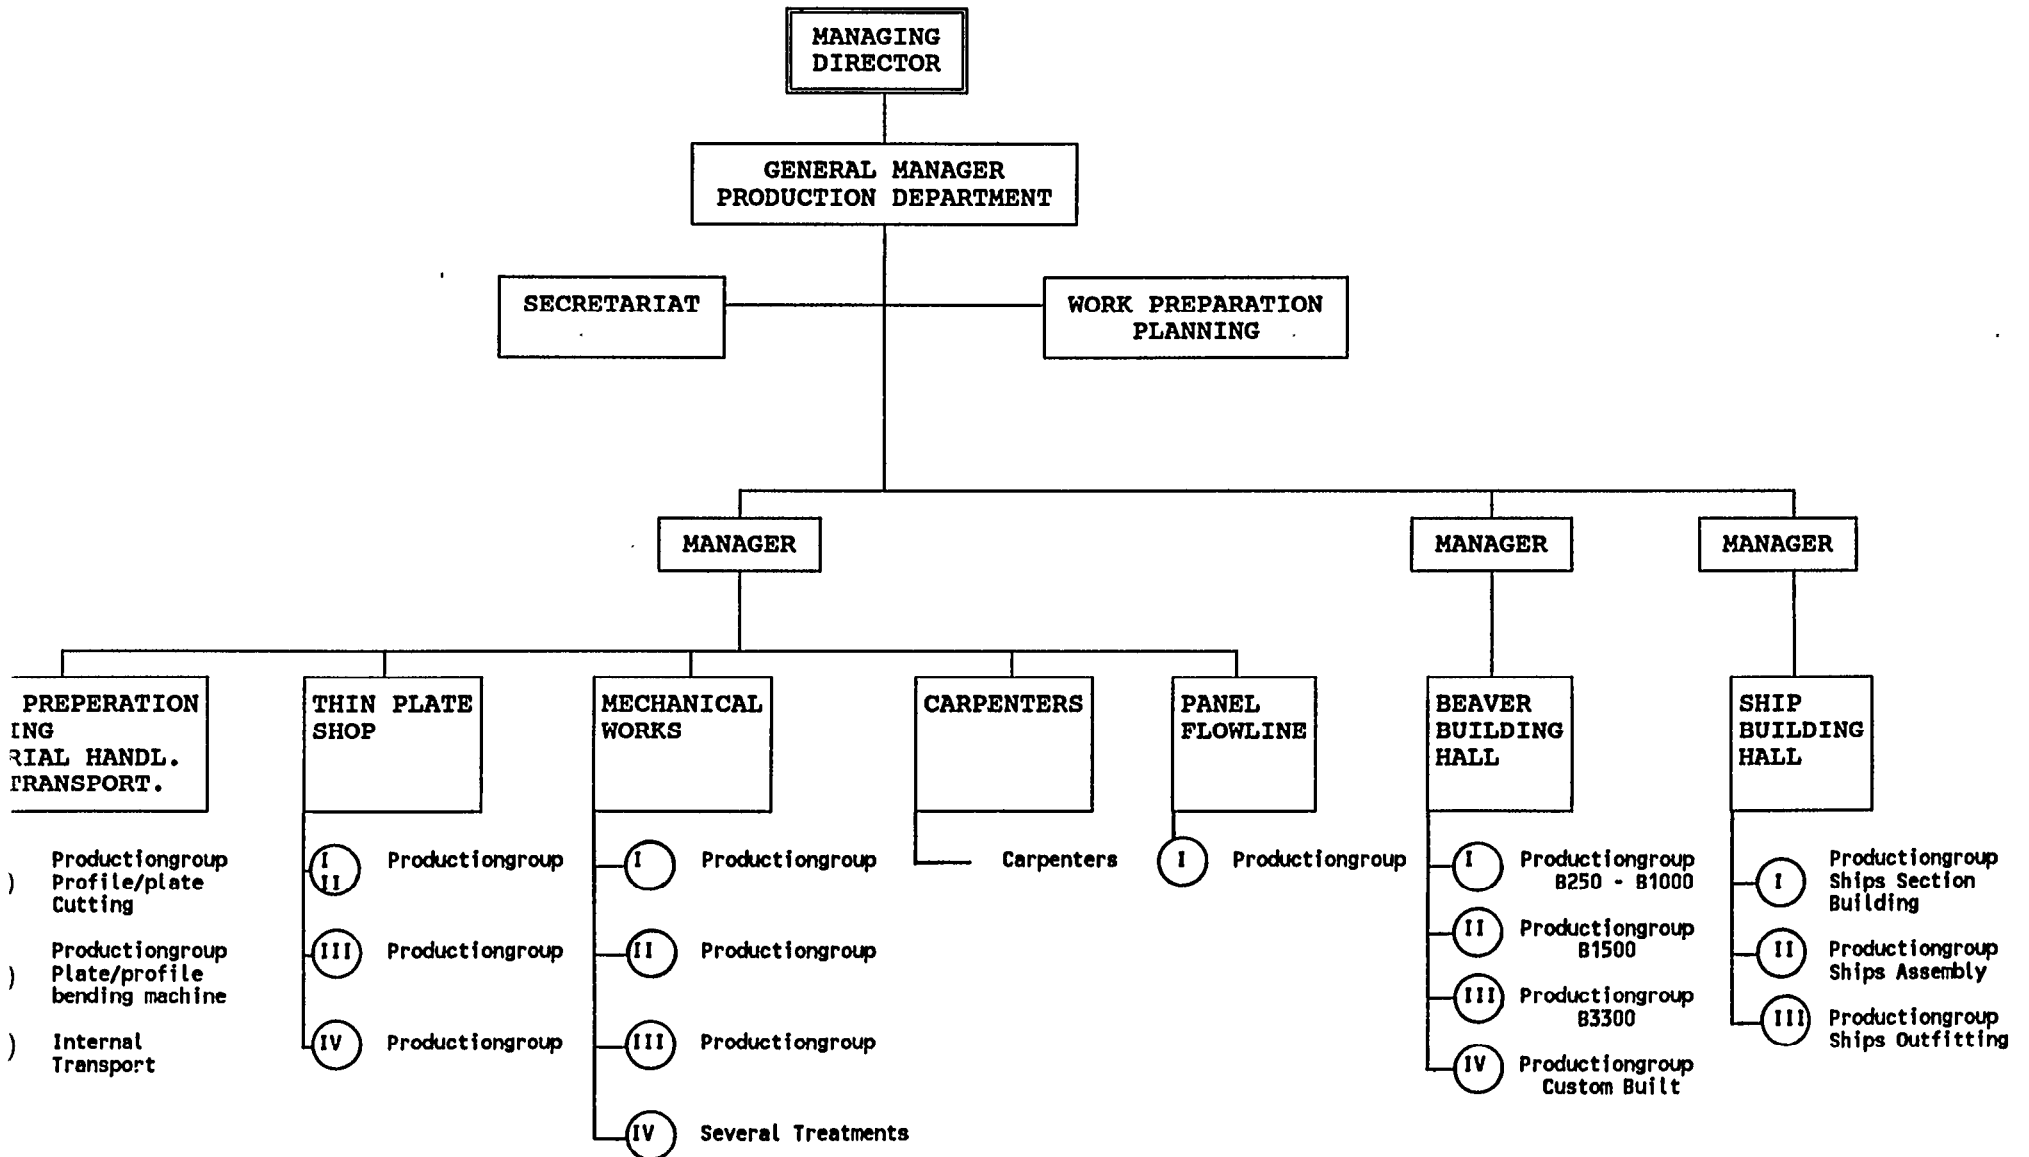 MANAGING
DIRECTOR
GENERAL MANAGER
PRODUCTION DEPARTMENT
SECRETARIAT
WORK PREPARATION
PLANNING
MANAGER
MANAGER
MANAGER
PREPERATION
ING
RIAL HANDL.
TRANSPORT.
THIN PLATE
SHOP
MECHANICAL
WORKS
CARPENTERS
PANEL
FLOWLINE
BEAVER
BUILDING
HALL
SHIP
BUILDING
HALL
) Productiongroup
Profile/plate
Cutting
) Productiongroup
Plate/profile
bending machine
) Internal
Transport
I
II
Productiongroup
III Productiongroup
IV Productiongroup
I Productiongroup
II Productiongroup
III Productiongroup
IV Several Treatments
Carpenters
I Productiongroup
I Productiongroup
B250 - B1000
II Productiongroup
B1500
III Productiongroup
B3300
IV Productiongroup
Custom Built
I Productiongroup
Ships Section
Building
II Productiongroup
Ships Assembly
III Productiongroup
Ships Outfitting